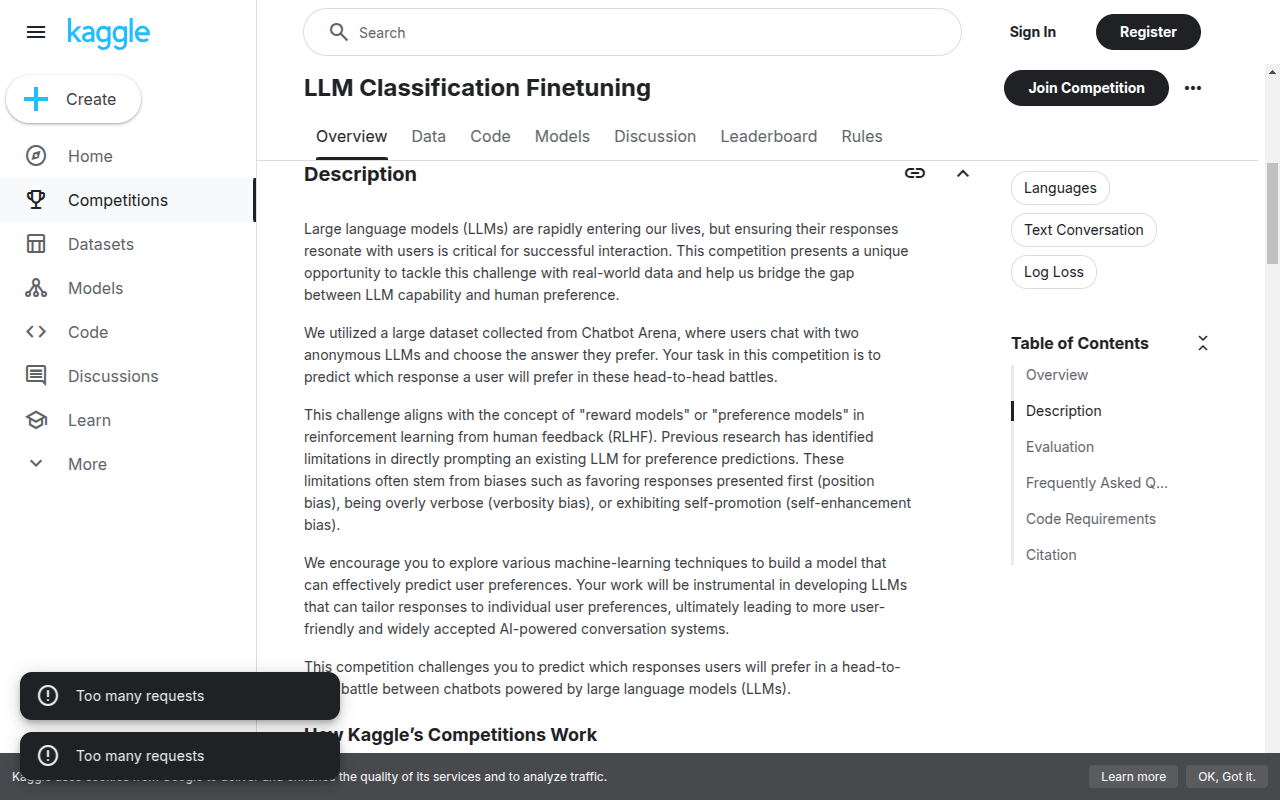 kaggle
Search
Sign In
Register
Create
Home
Competitions
Datasets
Models
Code
Discussions
Learn
More
LLM Classification Finetuning
Join Competition
Overview
Data
Code
Models
Discussion
Leaderboard
Rules
Description
Large language models (LLMs) are rapidly entering our lives, but ensuring their responses
resonate with users is critical for successful interaction. This competition presents a unique
opportunity to tackle this challenge with real-world data and help us bridge the gap
between LLM capability and human preference.
We utilized a large dataset collected from Chatbot Arena, where users chat with two
anonymous LLMs and choose the answer they prefer. Your task in this competition is to
predict which response a user will prefer in these head-to-head battles.
This challenge aligns with the concept of "reward models" or "preference models" in
reinforcement learning from human feedback (RLHF). Previous research has identified
limitations in directly prompting an existing LLM for preference predictions. These
limitations often stem from biases such as favoring responses presented first (position
bias), being overly verbose (verbosity bias), or exhibiting self-promotion (self-enhancement
bias).
We encourage you to explore various machine-learning techniques to build a model that
can effectively predict user preferences. Your work will be instrumental in developing LLMs
that can tailor responses to individual user preferences, ultimately leading to more user-
friendly and widely accepted AI-powered conversation systems.
This competition challenges you to predict which responses users will prefer in a head-to-
battle between chatbots powered by large language models (LLMs).
How Kaggle's Competitions Work
Languages
Text Conversation
Log Loss
Table of Contents
Overview
Description
Evaluation
Frequently Asked Q...
Code Requirements
Citation
Too many requests
Too many requests
the quality of its services and to analyze traffic.
Learn more
OK, Got it.